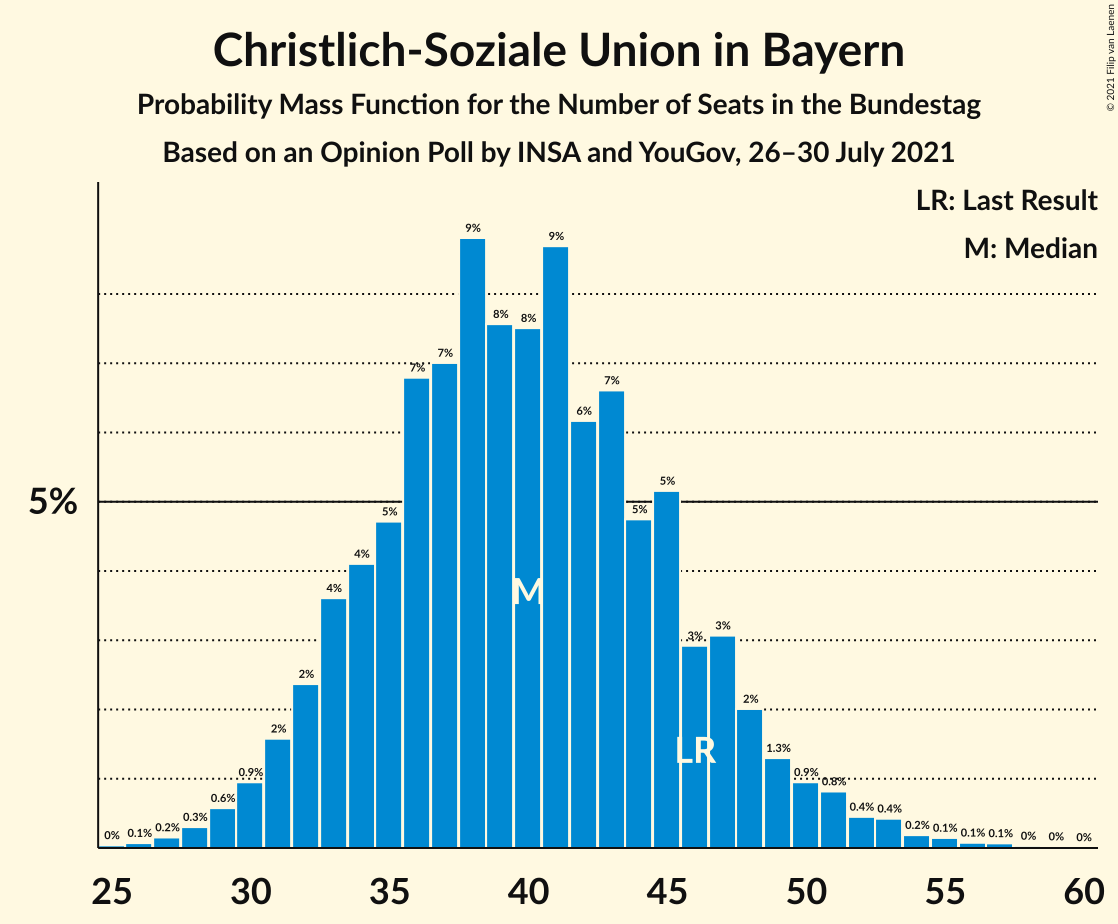 Christlich-Soziale Union in Bayern
Probability Mass Function for the Number of Seats in the Bundestag
Based on an Opinion Poll by INSA and YouGov, 26–30 July 2021
© 2021 Filip van Laenen
LR: Last Result
M: Median
5%
0% 0.1% 0.2% 0.3% 0.6% 0.9% 2% 2% 4% 4% 5% 7% 7% 9% 8% 8% 9% 6% 7% 5% 5% 3% 3% 2% 1.3% 0.9% 0.8% 0.4% 0.4% 0.2% 0.1% 0.1% 0.1% 0% 0% 0%
M
LR
25 30 35 40 45 50 55 60